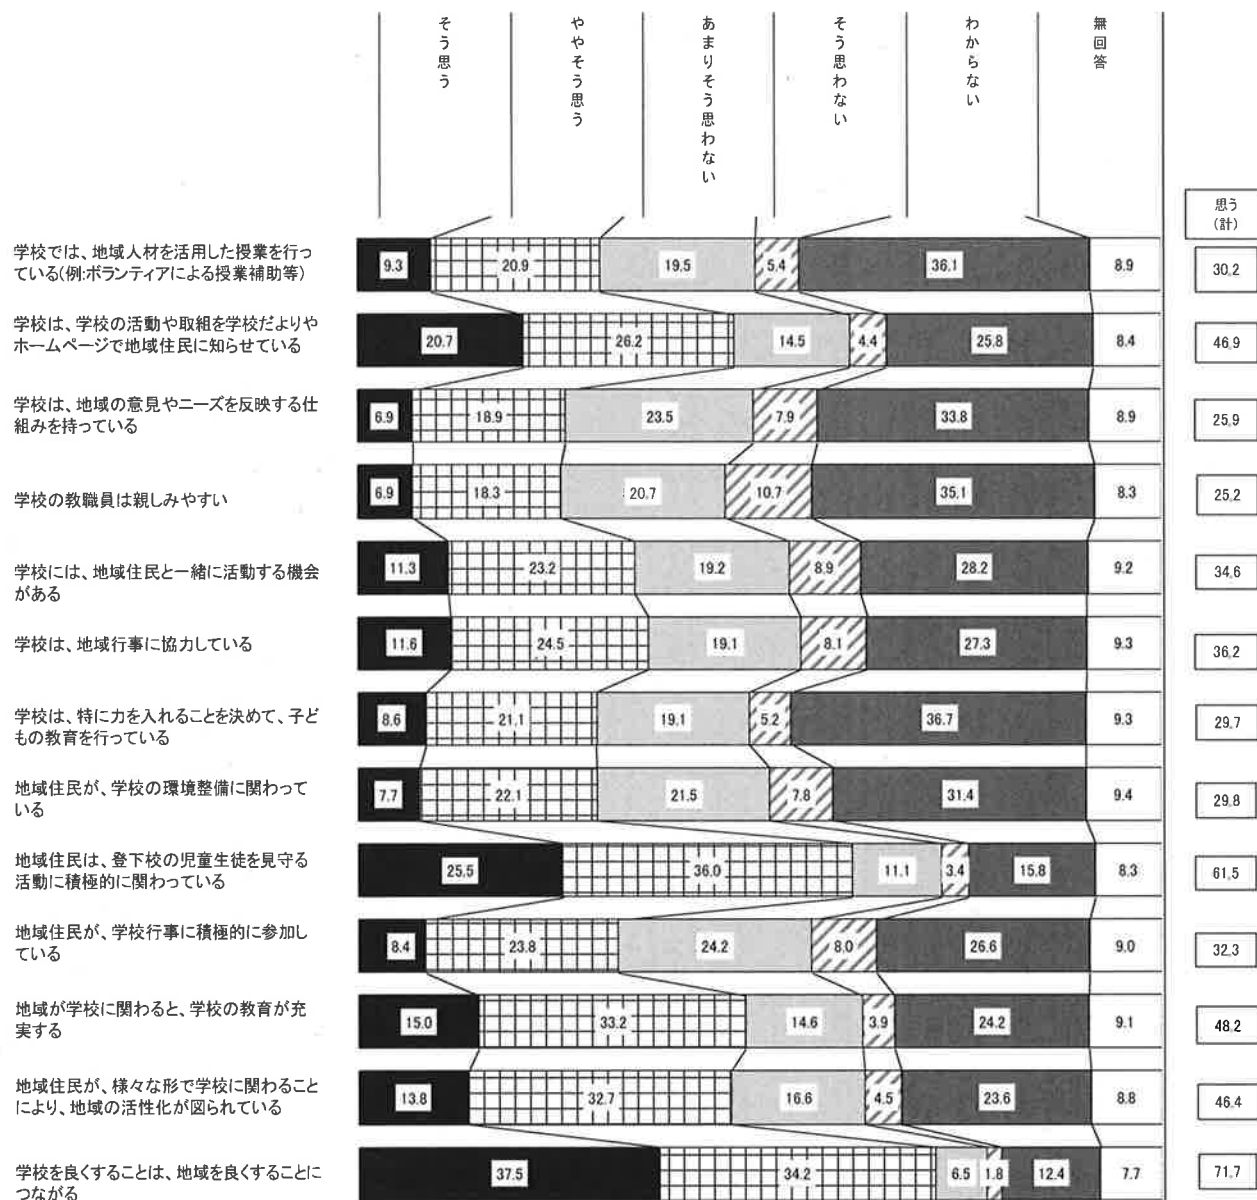 そう思う
ややそう思う
あまりそう思わない
そう思わない
わからない
無回答
思う
(計)
学校では、地域人材を活用した授業を行っ
ている(例:ボランティアによる授業補助等)
9.3 20.9 19.5 5.4 36.1 8.9 30.2
学校は、学校の活動や取組を学校だよりや
ホームページで地域住民に知らせている
20.7 26.2 14.5 4.4 25.8 8.4 46.9
学校は、地域の意見やニーズを反映する仕
組みを持っている
6.9 18.9 23.5 7.9 33.8 8.9 25.9
学校の教職員は親しみやすい
6.9 18.3 20.7 10.7 35.1 8.3 25.2
学校には、地域住民と一緒に活動する機会
がある
11.3 23.2 19.2 8.9 28.2 9.2 34.6
学校は、地域行事に協力している
11.6 24.5 19.1 8.1 27.3 9.3 36.2
学校は、特に力を入れることを決めて、子ど
もの教育を行っている
8.6 21.1 19.1 5.2 36.7 9.3 29.7
地域住民が、学校の環境整備に関わって
いる
7.7 22.1 21.5 7.8 31.4 9.4 29.8
地域住民は、登下校の児童生徒を見守る
活動に積極的に関わっている
25.5 36.0 11.1 3.4 15.8 8.3 61.5
地域住民が、学校行事に積極的に参加し
ている
8.4 23.8 24.2 8.0 26.6 9.0 32.3
地域が学校に関わると、学校の教育が充
実する
15.0 33.2 14.6 3.9 24.2 9.1 48.2
地域住民が、様々な形で学校に関わること
により、地域の活性化が図られている
13.8 32.7 16.6 4.5 23.6 8.8 46.4
学校を良くすることは、地域を良くすることに
つながる
37.5 34.2 6.5 1.8 12.4 7.7 71.7